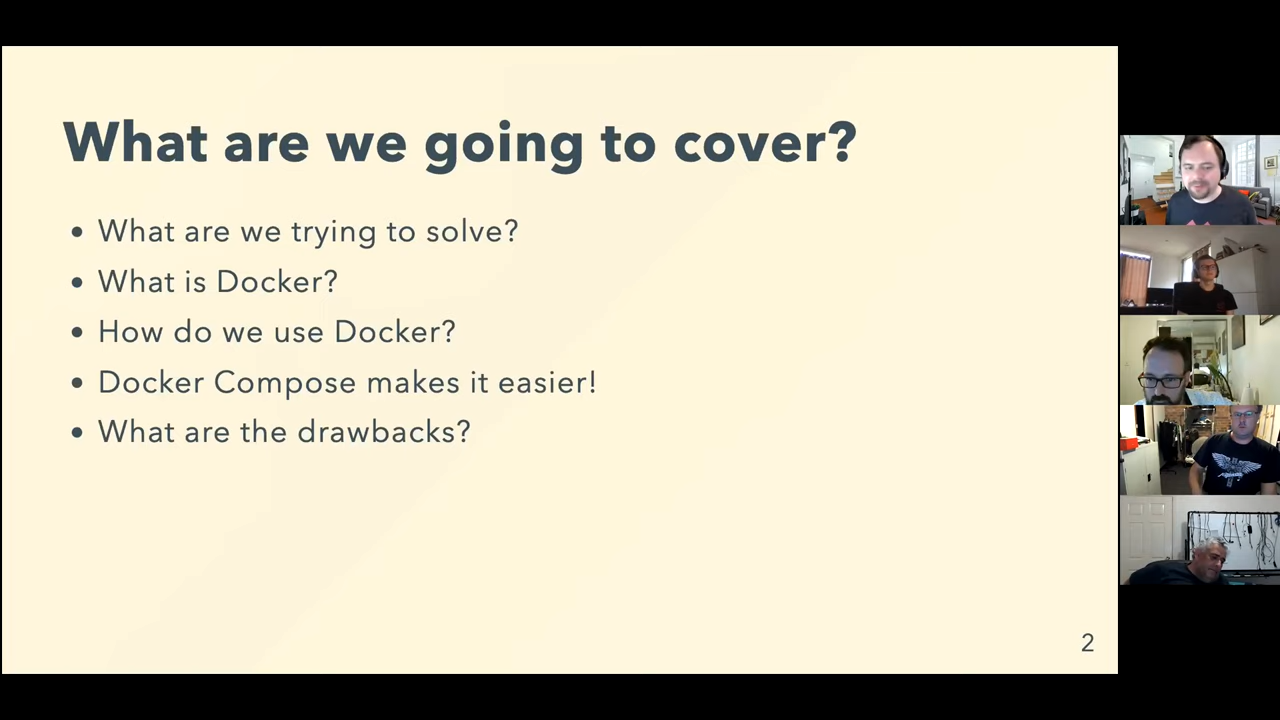 What are we going to cover?
• What are we trying to solve?
• What is Docker?
• How do we use Docker?
• Docker Compose makes it easier!
• What are the drawbacks?
2